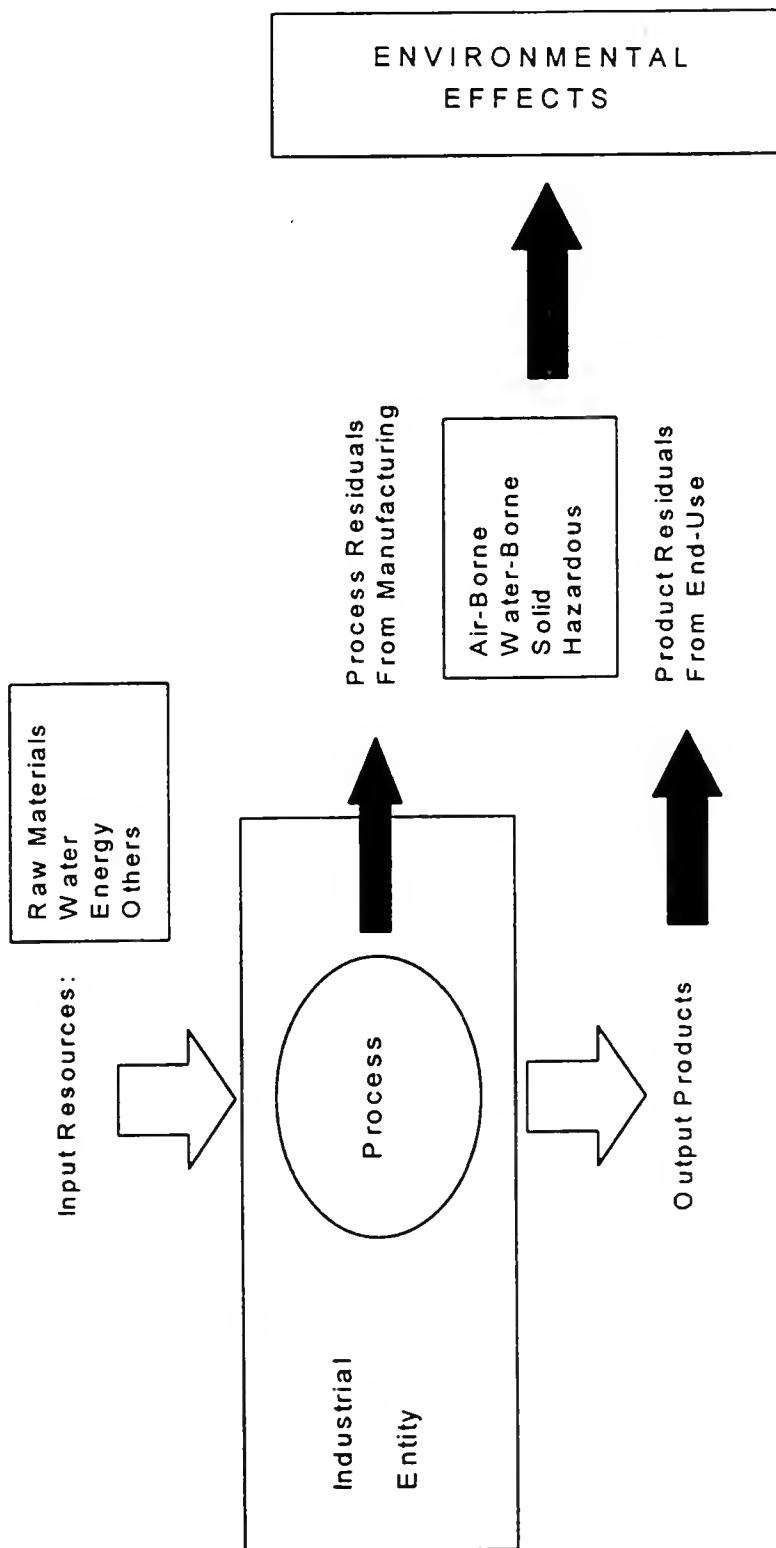 Input Resources:
Raw Materials
Water
Energy
Others
Industrial
Entity
Process
Process Residuals
From Manufacturing
Air-Borne
Water-Borne
Solid
Hazardous
ENVIRONMENTAL
EFFECTS
Output Products
Product Residuals
From End-Use